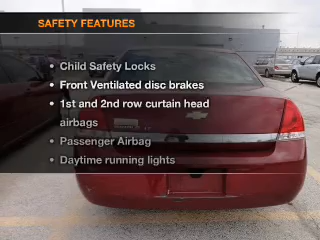 SAFETY FEATURES
• Child Safety Locks
• Front Ventilated disc brakes
• 1st and 2nd row curtain head
airbags
• Passenger Airbag
• Daytime running lights